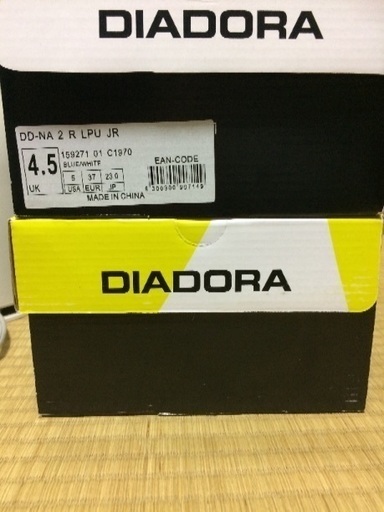 DIADORA
DD-NA 2 R LPU JR
4.5
UK
159271 01 C1970
BLUE/WHITE
5 37 23.0
USA EUR JP
EAN-CODE
MADE IN CHINA
DIADORA